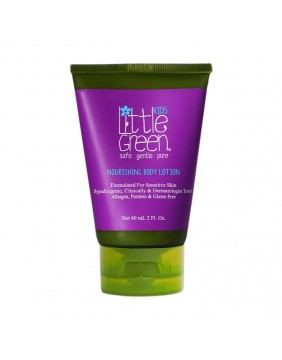 KIDS
little
Green
safe gentle pure
NOURISHING BODY LOTION
Formulated For Sensitive Skin
Hypoallergenic, Clinically & Dermatologist Tested
Allergen, Paraben & Gluten Free
Net 60 mL 2 Fl. Oz.